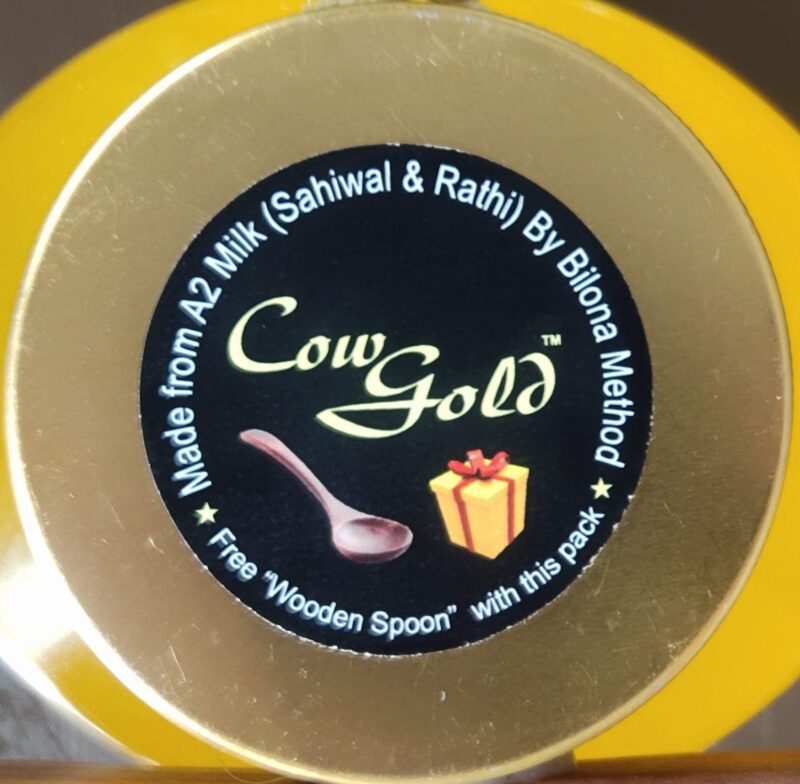 Made from A2 Milk (Sahiwal & Rathi) By Bilona Method
Cow
Gold™
Free “Wooden Spoon” with this pack